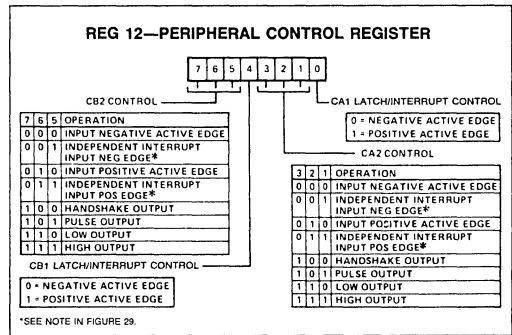 REG 12—PERIPHERAL CONTROL REGISTER
7 6 5 4 3 2 1 0
CB2 CONTROL
7 6 5 OPERATION
0 0 0 INPUT NEGATIVE ACTIVE EDGE
0 0 1 INDEPENDENT INTERRUPT
INPUT NEG EDGE*
0 1 0 INPUT POSITIVE ACTIVE EDGE
0 1 1 INDEPENDENT INTERRUPT
INPUT POS EDGE*
1 0 0 HANDSHAKE OUTPUT
1 0 1 PULSE OUTPUT
1 1 0 LOW OUTPUT
1 1 1 HIGH OUTPUT
CB1 LATCH/INTERRUPT CONTROL
0 = NEGATIVE ACTIVE EDGE
1 = POSITIVE ACTIVE EDGE
CA1 LATCH/INTERRUPT CONTROL
0 = NEGATIVE ACTIVE EDGE
1 = POSITIVE ACTIVE EDGE
CA2 CONTROL
3 2 1 OPERATION
0 0 0 INPUT NEGATIVE ACTIVE EDGE
0 0 1 INDEPENDENT INTERRUPT
INPUT NEG EDGE*
0 1 0 INPUT POSITIVE ACTIVE EDGE
0 1 1 INDEPENDENT INTERRUPT
INPUT POS EDGE*
1 0 0 HANDSHAKE OUTPUT
1 0 1 PULSE OUTPUT
1 1 0 LOW OUTPUT
1 1 1 HIGH OUTPUT
*SEE NOTE IN FIGURE 29.